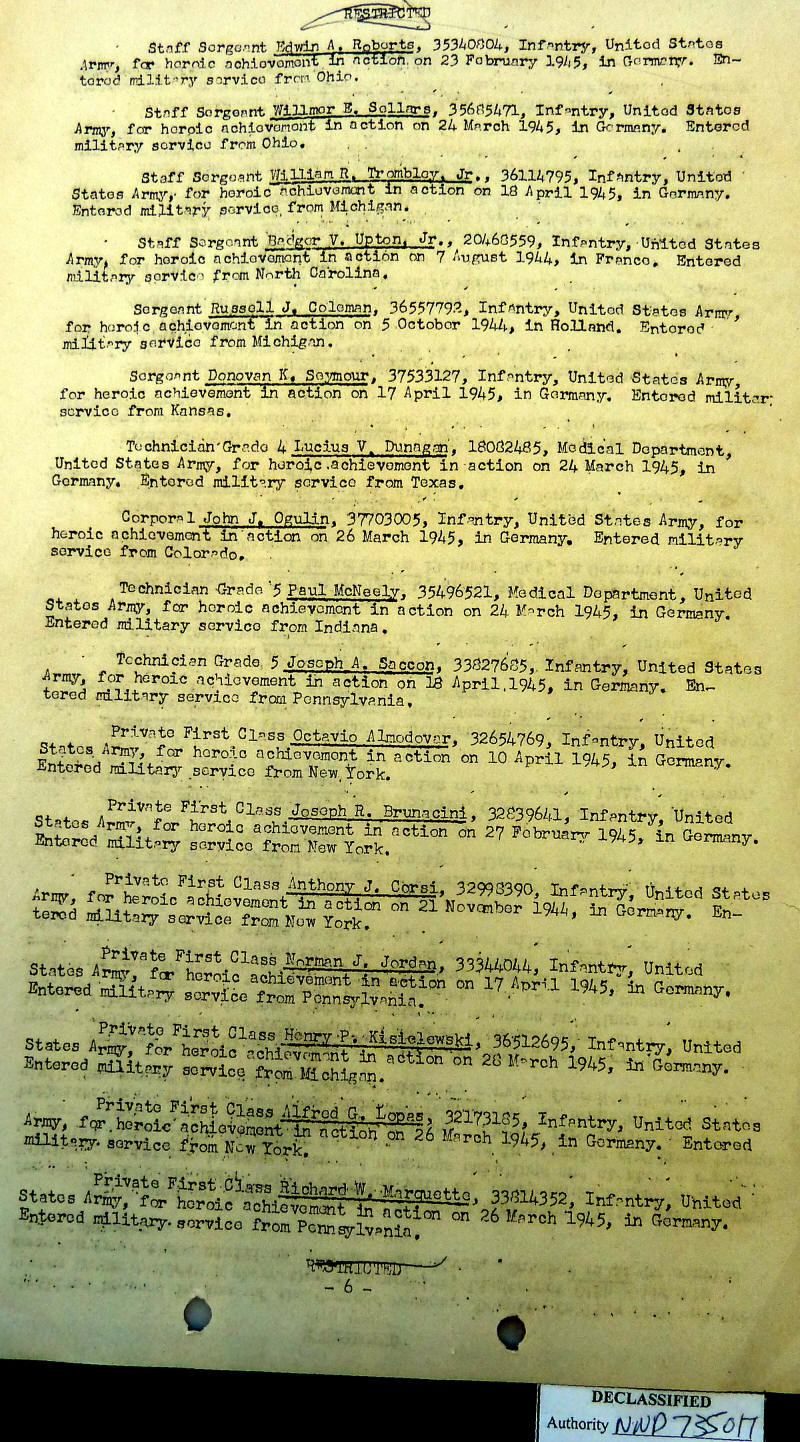 RESTRICTED
Staff Sergeant Edwin A. Roberts, 35340804, Infantry, United States
Army, for heroic achievement in action on 23 February 1945, in Germany. En-
tered military service from Ohio.
Staff Sergeant Willmer E. Sellars, 35685471, Infantry, United States
Army, for heroic achievement in action on 24 March 1945, in Germany. Entered
military service from Ohio.
Staff Sergeant William R. Trombley, Jr., 36114795, Infantry, United
States Army, for heroic achievement in action on 18 April 1945, in Germany.
Entered military service from Michigan.
Staff Sergeant Badger V. Upton, Jr., 20468559, Infantry, United States
Army, for heroic achievement in action on 7 August 1944, in France. Entered
military service from North Carolina.
Sergeant Russell J. Coleman, 36557792, Infantry, United States Army,
for heroic achievement in action on 5 October 1944, in Holland. Entered
military service from Michigan.
Sergeant Donovan K. Seymour, 37533127, Infantry, United States Army,
for heroic achievement in action on 17 April 1945, in Germany. Entered militar
service from Kansas.
Technician Grade 4 Lucius V. Dunagan, 18082485, Medical Department,
United States Army, for heroic achievement in action on 24 March 1945, in
Germany. Entered military service from Texas.
Corporal John J. Ogulin, 37703005, Infantry, United States Army, for
heroic achievement in action on 26 March 1945, in Germany. Entered military
service from Colorado.
Technician Grade 5 Paul McNeely, 35496521, Medical Department, United
States Army, for heroic achievement in action on 24 March 1945, in Germany.
Entered military service from Indiana.
Technician Grade 5 Joseph A. Saccon, 33827685, Infantry, United States
Army, for heroic achievement in action on 18 April 1945, in Germany. En-
tered military service from Pennsylvania.
Private First Class Octavio Almodovar, 32654769, Infantry, United
States Army, for heroic achievement in action on 10 April 1945, in Germany.
Entered military service from New York.
Private First Class Joseph R. Brunacini, 32839641, Infantry, United
States Army, for heroic achievement in action on 27 February 1945, in Germany.
Entered military service from New York.
Private First Class Anthony J. Corsi, 32998390, Infantry, United States
Army, for heroic achievement in action on 21 November 1944, in Germany. En-
tered military service from New York.
Private First Class Norman J. Jordan, 33344044, Infantry, United
States Army, for heroic achievement in action on 17 April 1945, in Germany.
Entered military service from Pennsylvania.
Private First Class Henry P. Kisielewski, 36512695, Infantry, United
States Army, for heroic achievement in action on 28 March 1945, in Germany.
Entered military service from Michigan.
Private First Class Alfred G. Lopas, 32173185, Infantry, United States
Army, for heroic achievement in action on 26 March 1945, in Germany. Entered
military service from New York.
Private First Class Richard W. Marquette, 33814352, Infantry, United
States Army, for heroic achievement in action on 26 March 1945, in Germany.
Entered military service from Pennsylvania.
RESTRICTED
- 6 -
DECLASSIFIED
Authority NND 735017